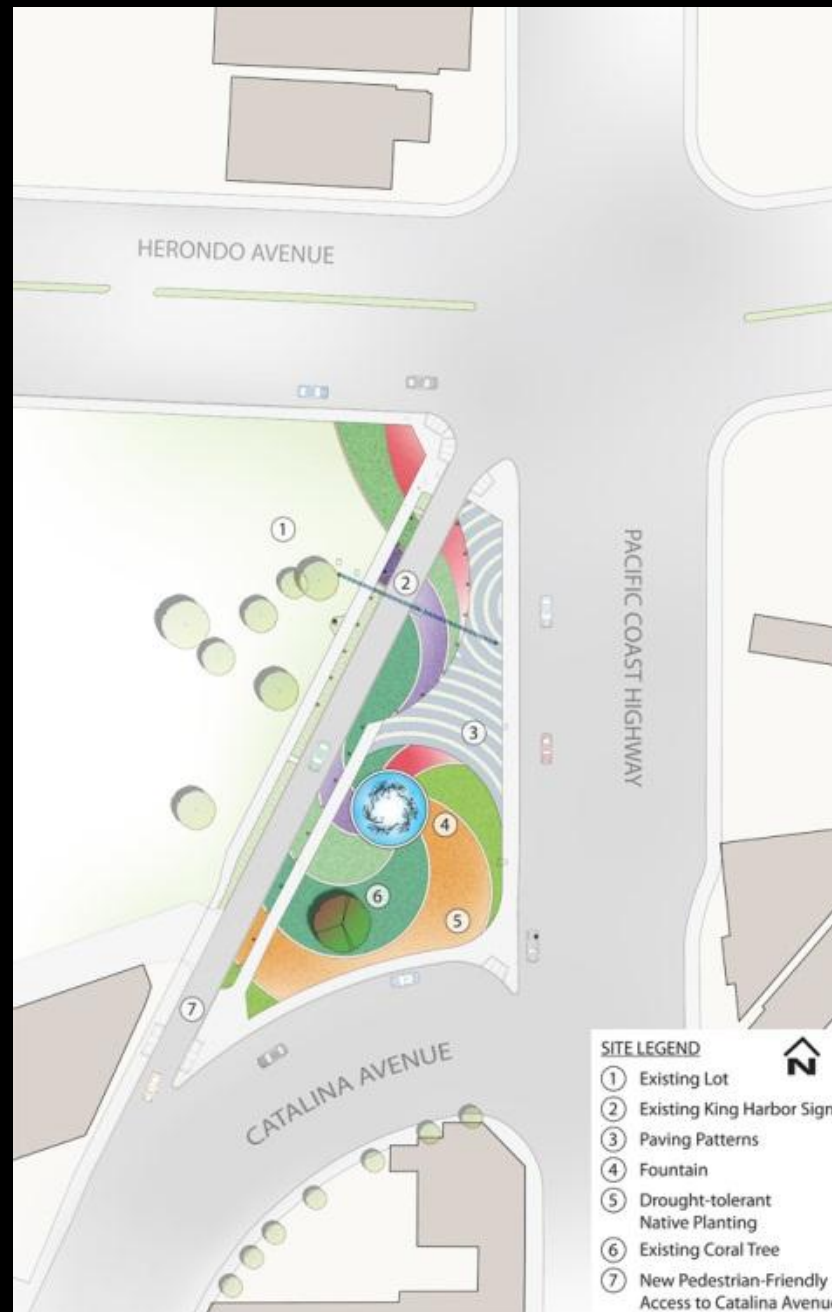 HERONDO AVENUE
1
2
PACIFIC COAST HIGHWAY
3
4
6
5
7
CATALINA AVENUE
SITE LEGEND
N
1 Existing Lot
2 Existing King Harbor Sign
3 Paving Patterns
4 Fountain
5 Drought-tolerant
Native Planting
6 Existing Coral Tree
7 New Pedestrian-Friendly
Access to Catalina Avenue